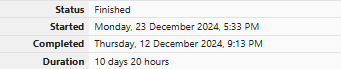 Status Finished
Started Monday, 23 December 2024, 5:33 PM
Completed Thursday, 12 December 2024, 9:13 PM
Duration 10 days 20 hours